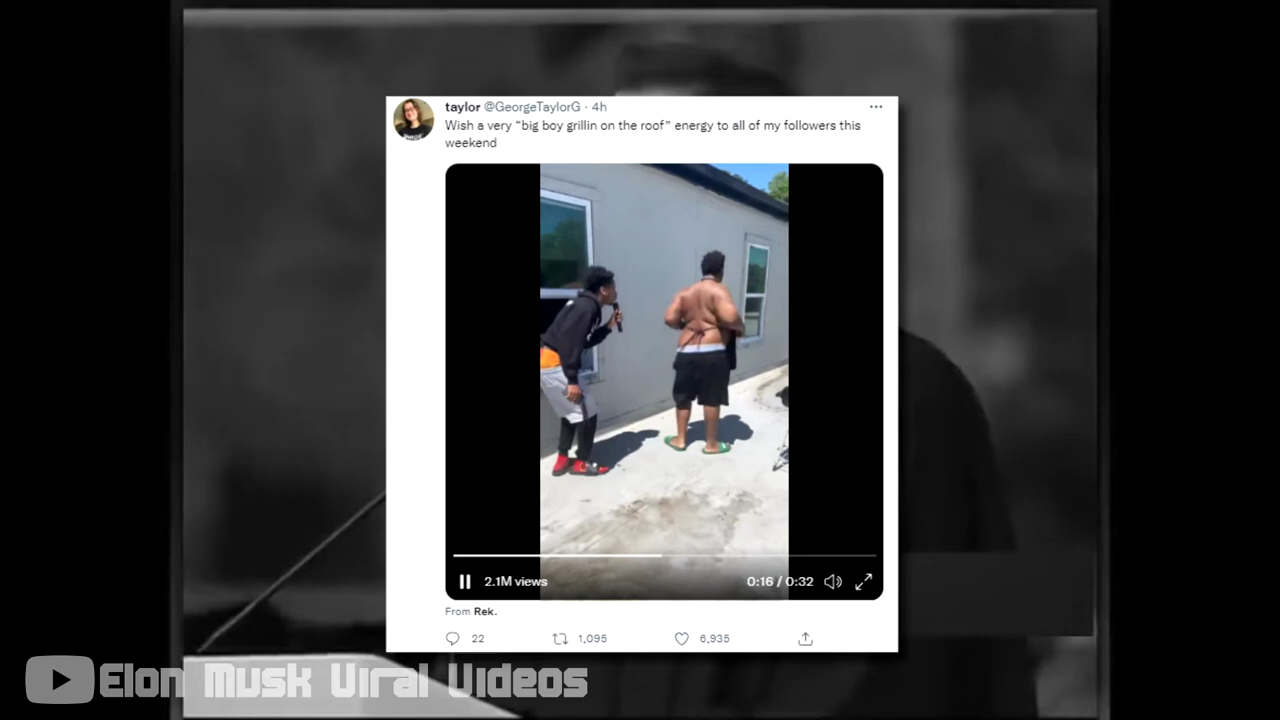 taylor @GeorgeTaylorG · 4h
Wish a very “big boy grillin on the roof” energy to all of my followers this
weekend
2.1M views
0:16 / 0:32
From Rek.
22
1,095
6,935
Elon Musk Viral Videos